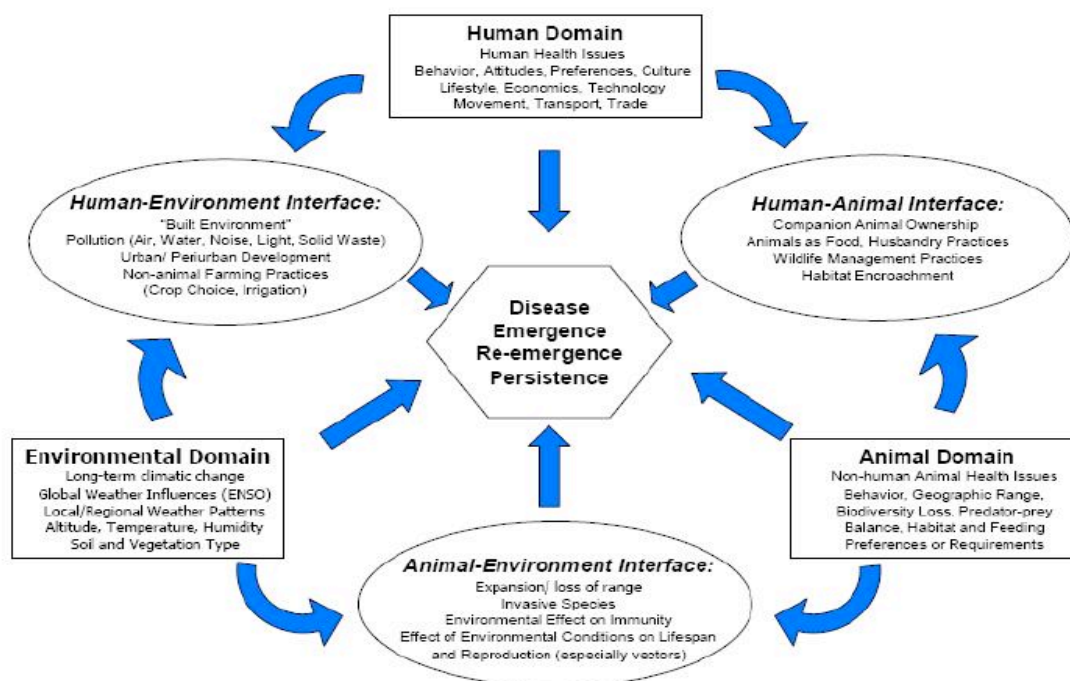 Human Domain
Human Health Issues
Behavior, Attitudes, Preferences, Culture
Lifestyle, Economics, Technology
Movement, Transport, Trade
Human-Environment Interface:
"Built Environment"
Pollution (Air, Water, Noise, Light, Solid Waste)
Urban/ Periurban Development
Non-animal Farming Practices
(Crop Choice, Irrigation)
Human-Animal Interface:
Companion Animal Ownership
Animals as Food, Husbandry Practices
Wildlife Management Practices
Habitat Encroachment
Disease
Emergence
Re-emergence
Persistence
Environmental Domain
Long-term climatic change
Global Weather Influences (ENSO)
Local/Regional Weather Patterns
Altitude, Temperature, Humidity
Soil and Vegetation Type
Animal Domain
Non-human Animal Health Issues
Behavior, Geographic Range,
Biodiversity Loss, Predator-prey
Balance, Habitat and Feeding
Preferences or Requirements
Animal-Environment Interface:
Expansion/ loss of range
Invasive Species
Environmental Effect on Immunity
Effect of Environmental Conditions on Lifespan
and Reproduction (especially vectors)